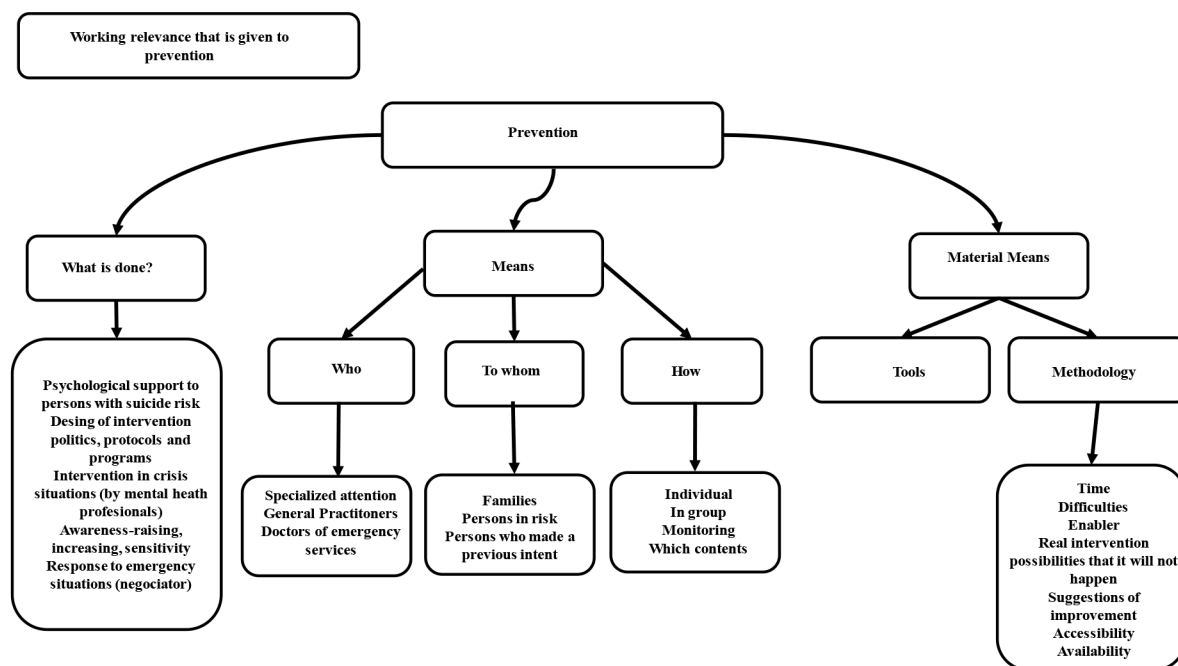 Working relevance that is given to
prevention
Prevention
What is done?
Means
Material Means
Who
To whom
How
Tools
Methodology
Psychological support to
persons with suicide risk
Desing of intervention
politics, protocols and
programs
Intervention in crisis
situations (by mental heath
profesionals)
Awareness-raising,
increasing, sensitivity
Response to emergency
situations (negociator)
Specialized attention
General Practitoners
Doctors of emergency
services
Families
Persons in risk
Persons who made a
previous intent
Individual
In group
Monitoring
Which contents
Time
Difficulties
Enabler
Real intervention
possibilities that it will not
happen
Suggestions of
improvement
Accessibility
Availability